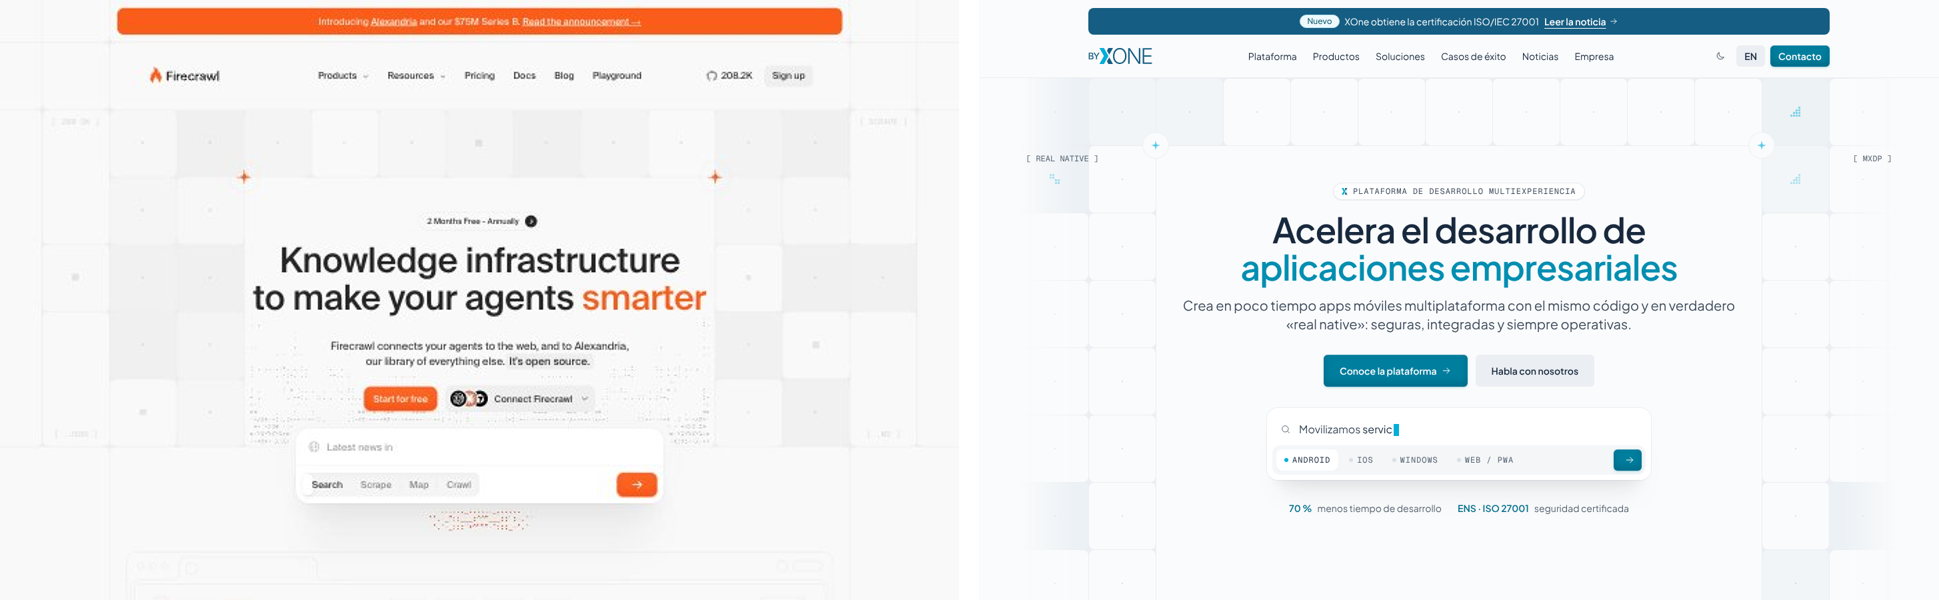 Introducing Alexandria and our $75M Series B. Read the announcement →
Firecrawl
Products
Resources
Pricing
Docs
Blog
Playground
208.2K
Sign up
2 Months Free - Annually
Knowledge infrastructure
to make your agents smarter
Firecrawl connects your agents to the web, and to Alexandria,
our library of everything else. It's open source.
Start for free
Connect Firecrawl
Latest news in
Search
Scrape
Map
Crawl
Nuevo XOne obtiene la certificación ISO/IEC 27001 Leer la noticia →
BY XONE
Plataforma
Productos
Soluciones
Casos de éxito
Noticias
Empresa
EN
Contacto
[ REAL NATIVE ]
[ MXDP ]
PLATAFORMA DE DESARROLLO MULTIEXPERIENCIA
Acelera el desarrollo de
aplicaciones empresariales
Crea en poco tiempo apps móviles multiplataforma con el mismo código y en verdadero
«real native»: seguras, integradas y siempre operativas.
Conoce la plataforma →
Habla con nosotros
Movilizamos servic
ANDROID
IOS
WINDOWS
WEB / PWA
70 % menos tiempo de desarrollo
ENS · ISO 27001 seguridad certificada